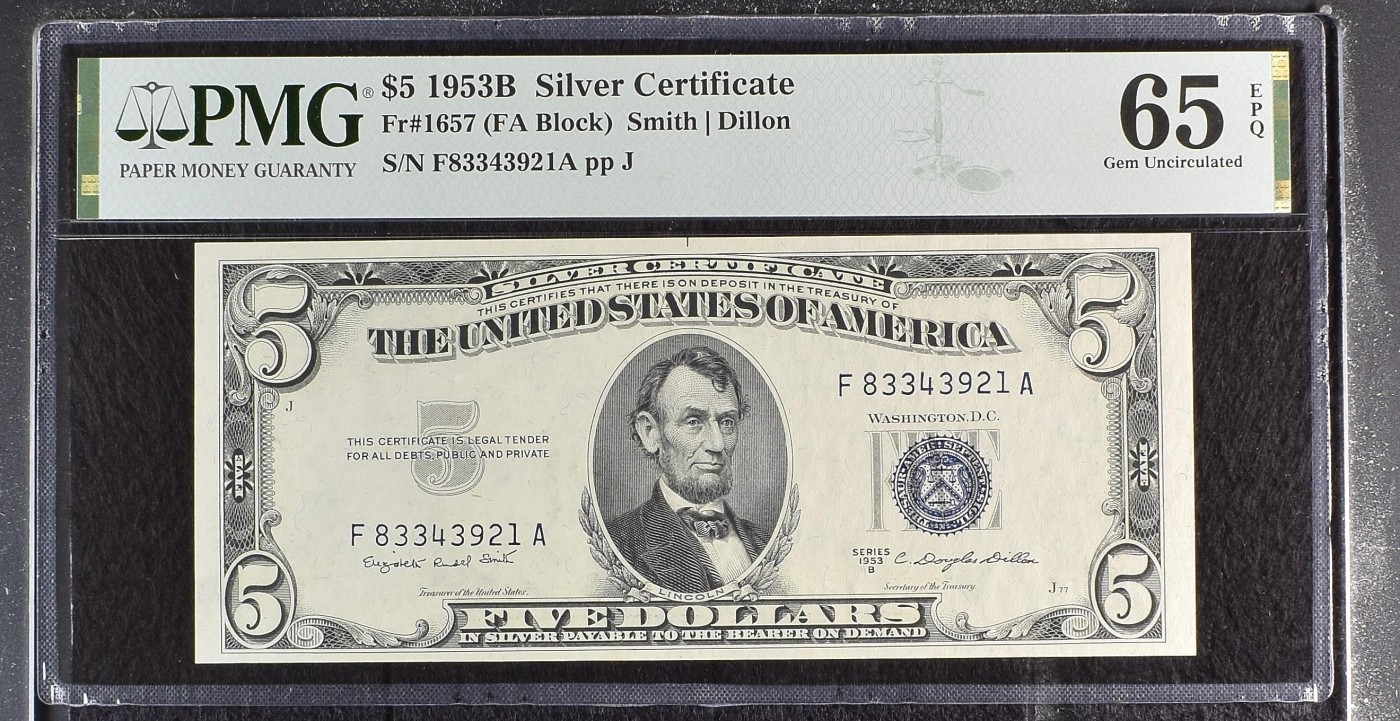 PMG®
PAPER MONEY GUARANTY
$5 1953B Silver Certificate
Fr#1657 (FA Block) Smith | Dillon
S/N F83343921A pp J
65
EPQ
Gem Uncirculated
5
SILVER CERTIFICATE
5
THIS CERTIFIES THAT THERE IS ON DEPOSIT IN THE TREASURY OF
THE UNITED STATES OF AMERICA
F 83343921 A
J
WASHINGTON, D.C.
5
THIS CERTIFICATE IS LEGAL TENDER
FOR ALL DEBTS, PUBLIC AND PRIVATE
FIVE
FIVE
F 83343921 A
Elizabeth Rudel Smith
Treasurer of the United States.
SERIES
1953
B
C. Douglas Dillon
Secretary of the Treasury.
J 77
LINCOLN
5
FIVE DOLLARS
5
IN SILVER PAYABLE TO THE BEARER ON DEMAND